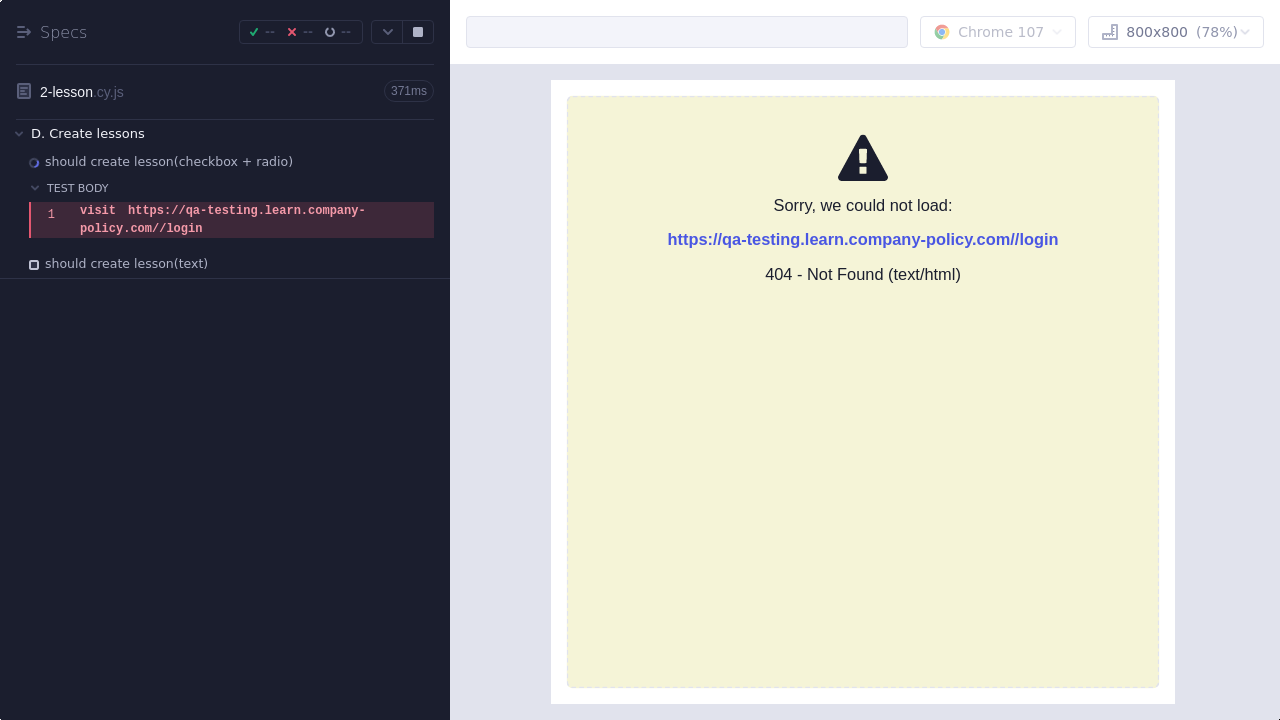 Specs
--
--
--
Chrome 107
800x800 (78%)
2-lesson.cy.js
371ms
D. Create lessons
should create lesson(checkbox + radio)
TEST BODY
1 visit https://qa-testing.learn.company-
policy.com//login
should create lesson(text)
Sorry, we could not load:
https://qa-testing.learn.company-policy.com//login
404 - Not Found (text/html)